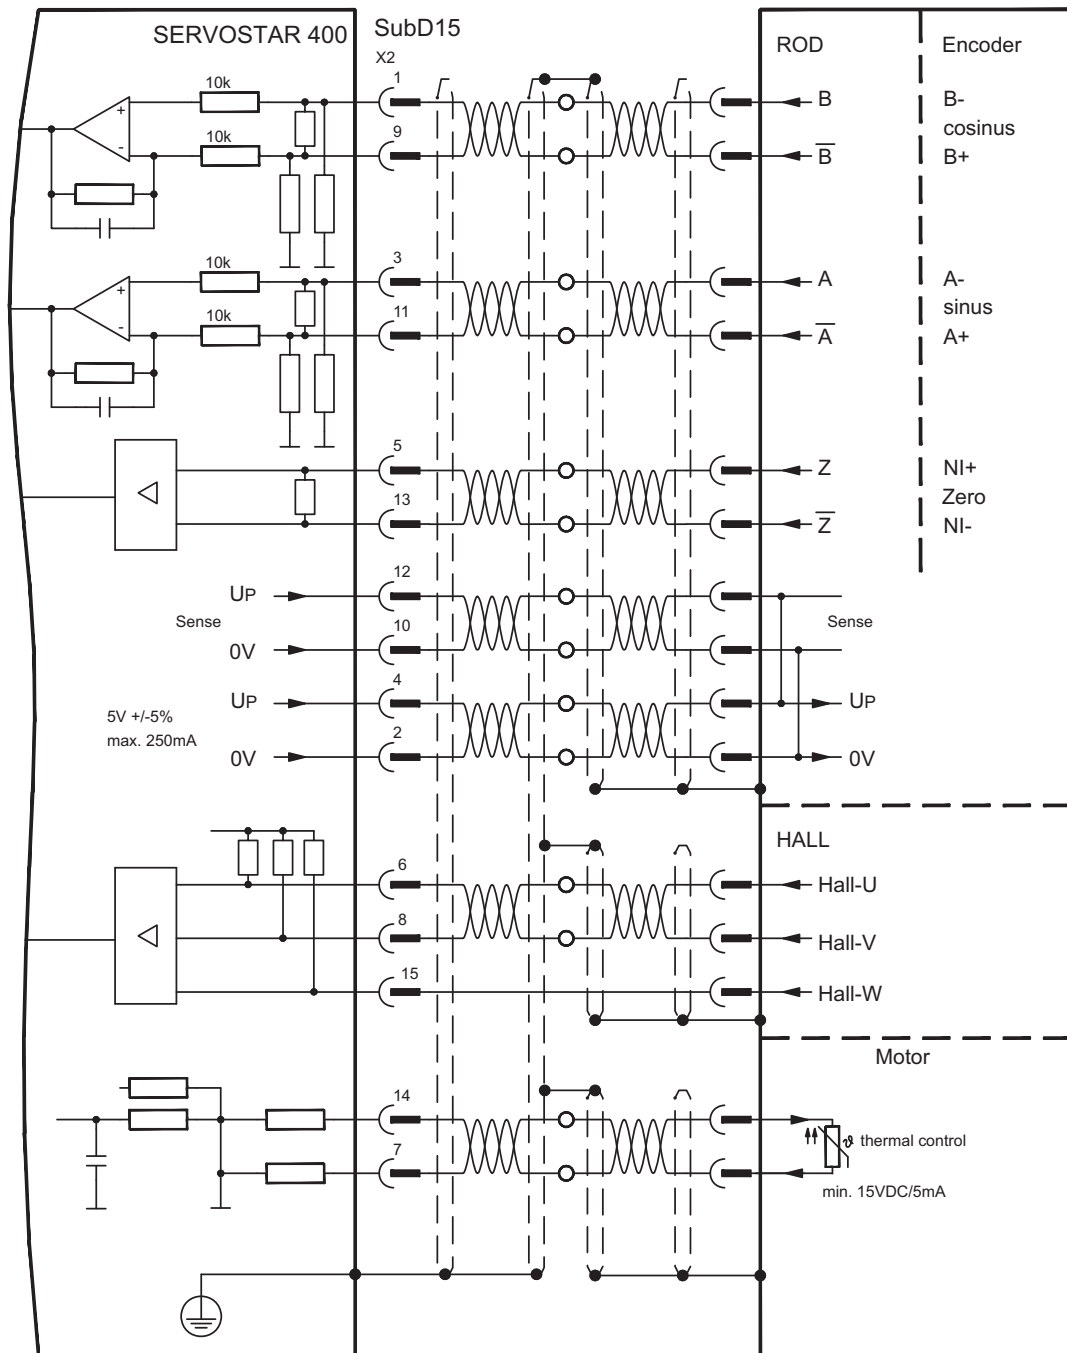 SERVOSTAR 400
SubD15
ROD
Encoder
X2
10k
1
B
B-
cosinus
10k
9
B
B+
10k
3
A
A-
sinus
10k
11
A
A+
5
Z
NI+
Zero
13
Z
NI-
UP
12
Sense
Sense
0V
10
UP
4
UP
5V +/-5%
max. 250mA
0V
2
0V
HALL
6
Hall-U
8
Hall-V
15
Hall-W
Motor
14
ϑ thermal control
7
min. 15VDC/5mA